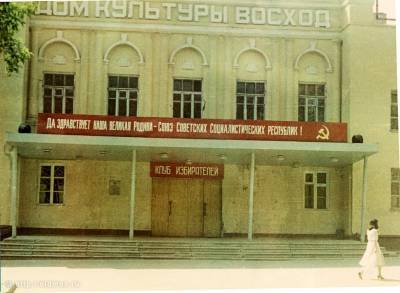 ДОМ КУЛЬТУРЫ ВОСХОД
ДА ЗДРАВСТВУЕТ НАША ВЕЛИКАЯ РОДИНА - СОЮЗ СОВЕТСКИХ СОЦИАЛИСТИЧЕСКИХ РЕСПУБЛИК !
КЛУБ ИЗБИРАТЕЛЕЙ